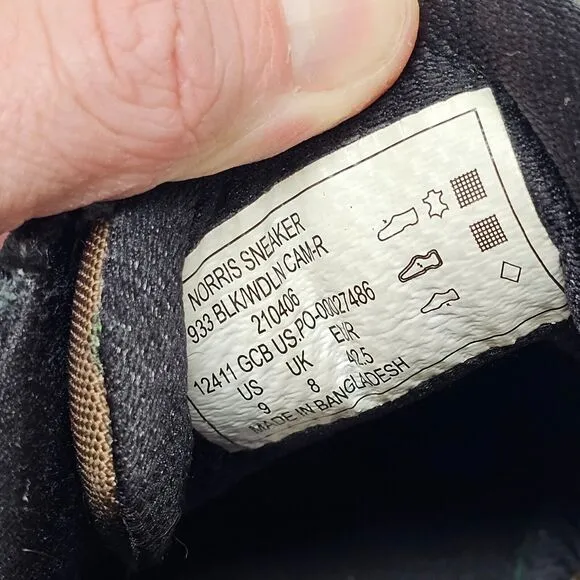 NORRIS SNEAKER
933 BLK/WDLN CAM-R
210406
12411 GCB US.PO-00027486
US UK EUR
9 8 42.5
MADE IN BANGLADESH